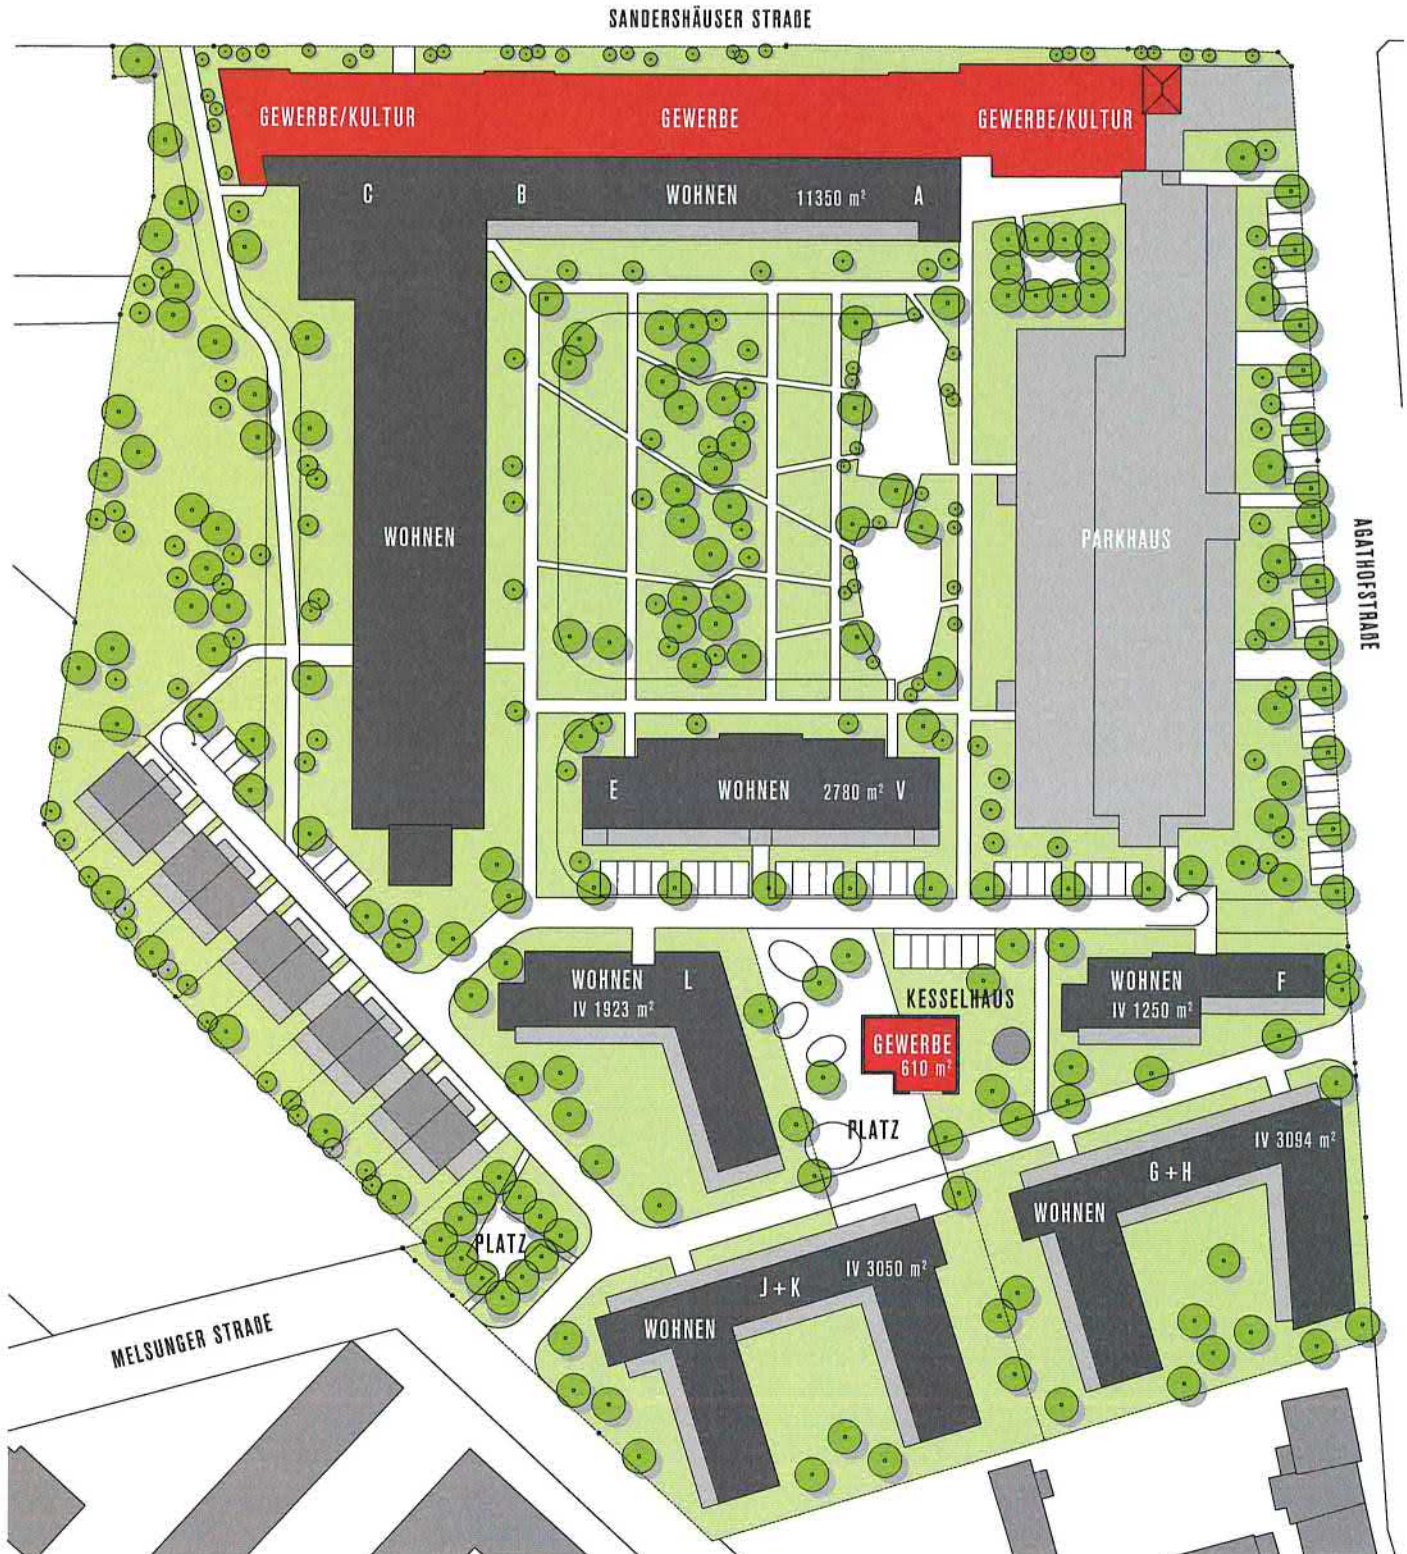 SANDERSHÄUSER STRAßE
GEWERBE/KULTUR
GEWERBE
GEWERBE/KULTUR
C
B
WOHNEN
11350 m²
A
WOHNEN
PARKHAUS
AGATHOFSTRAßE
E
WOHNEN
2780 m²
V
WOHNEN
L
IV 1923 m²
KESSELHAUS
WOHNEN
F
IV 1250 m²
GEWERBE
610 m²
PLATZ
IV 3094 m²
G + H
WOHNEN
PLATZ
IV 3050 m²
J + K
WOHNEN
MELSUNGER STRAßE